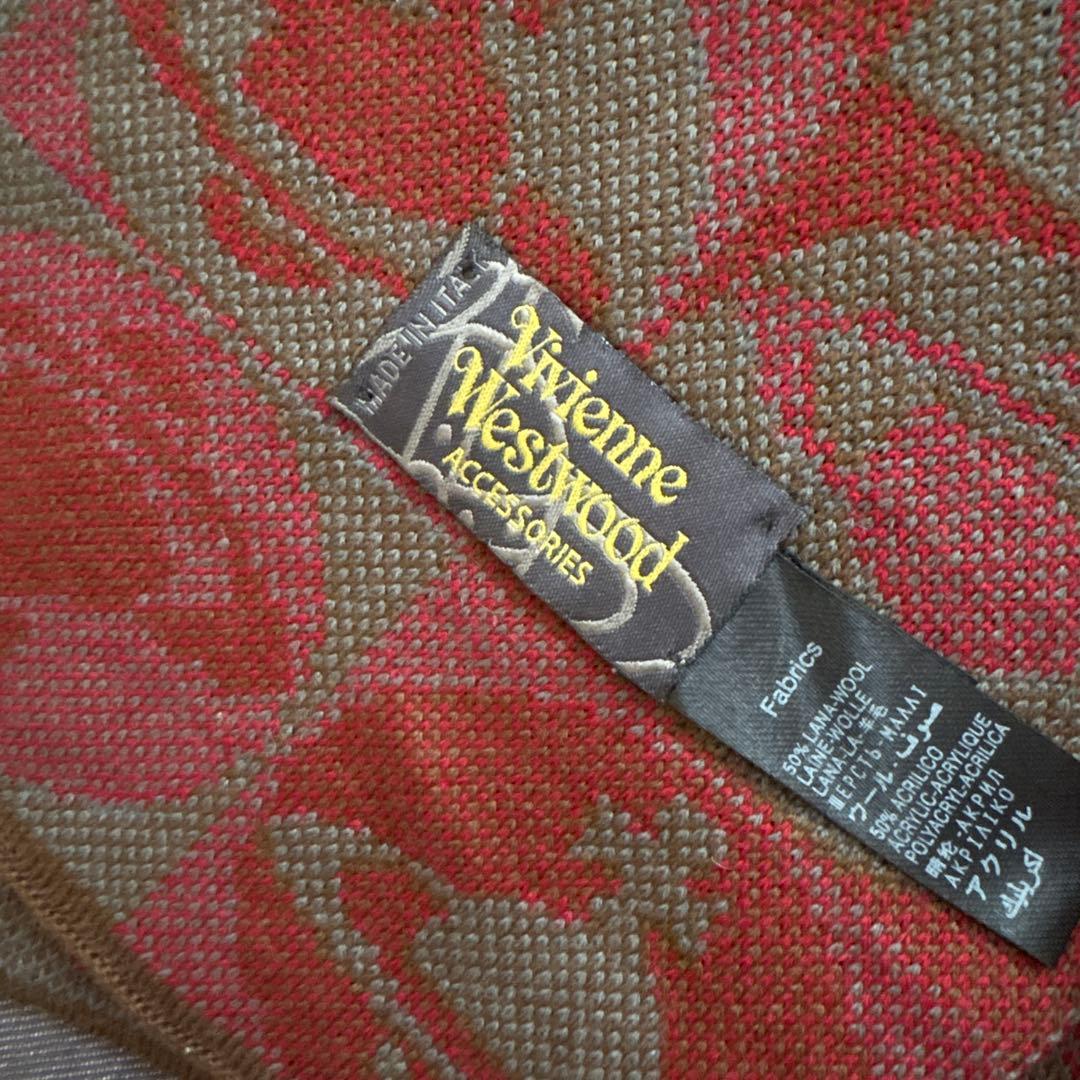 MADE IN ITALY
Vivienne
Westwood
ACCESSORIES
Fabrics
50% LANA-WOOL
LAINE-WOLLE
LANA-LA-羊毛
ШЕРСТЬ ΜΑΛΛΙ
ウール صوف
50% ACRILICO
ACRYLIC-ACRYLIQUE
POLYACRYL-ACRILICA
腈纶-АКРИЛ
ΑΚΡΙΛΙΚΟ
アクリル
اكريليك